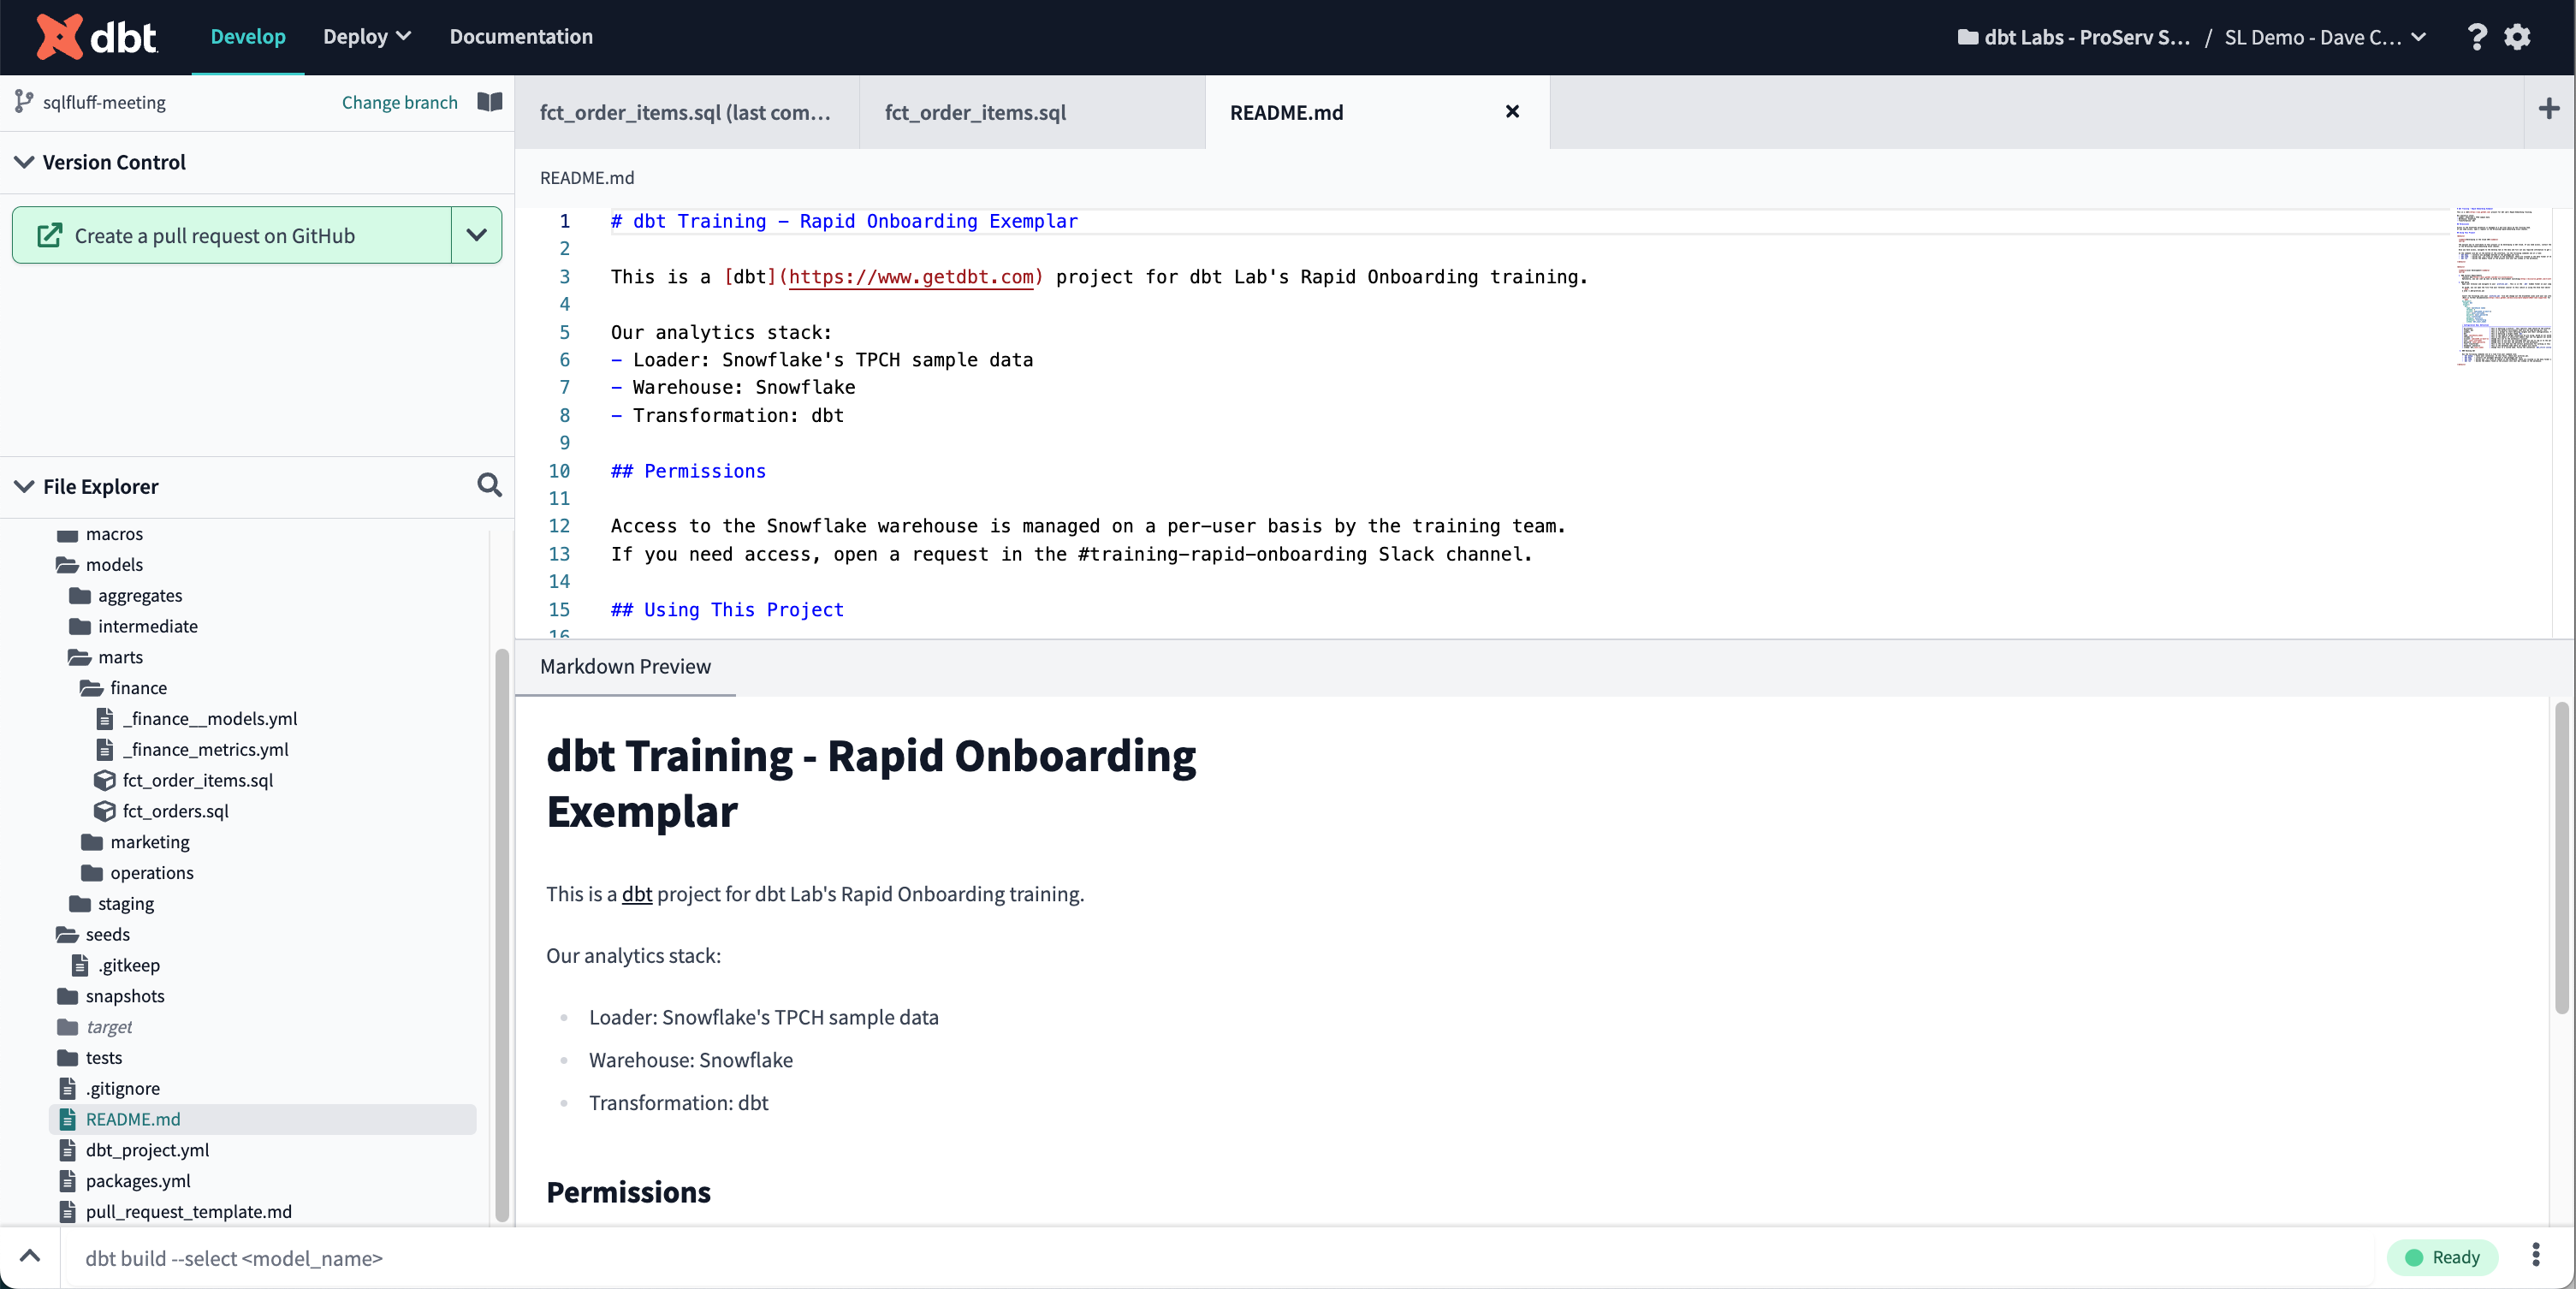 dbt
Develop
Deploy
Documentation
dbt Labs - ProServ S...
/
SL Demo - Dave C...
sqlfluff-meeting
Change branch
Version Control
Create a pull request on GitHub
File Explorer
macros
models
aggregates
intermediate
marts
finance
_finance__models.yml
_finance_metrics.yml
fct_order_items.sql
fct_orders.sql
marketing
operations
staging
seeds
.gitkeep
snapshots
target
tests
.gitignore
README.md
dbt_project.yml
packages.yml
pull_request_template.md
fct_order_items.sql (last com...
fct_order_items.sql
README.md
README.md
1 # dbt Training - Rapid Onboarding Exemplar
2
3 This is a [dbt](https://www.getdbt.com) project for dbt Lab's Rapid Onboarding training.
4
5 Our analytics stack:
6 - Loader: Snowflake's TPCH sample data
7 - Warehouse: Snowflake
8 - Transformation: dbt
9
10 ## Permissions
11
12 Access to the Snowflake warehouse is managed on a per-user basis by the training team.
13 If you need access, open a request in the #training-rapid-onboarding Slack channel.
14
15 ## Using This Project
16
Markdown Preview
dbt Training - Rapid Onboarding
Exemplar
This is a dbt project for dbt Lab's Rapid Onboarding training.
Our analytics stack:
• Loader: Snowflake's TPCH sample data
• Warehouse: Snowflake
• Transformation: dbt
Permissions
dbt build --select <model_name>
Ready